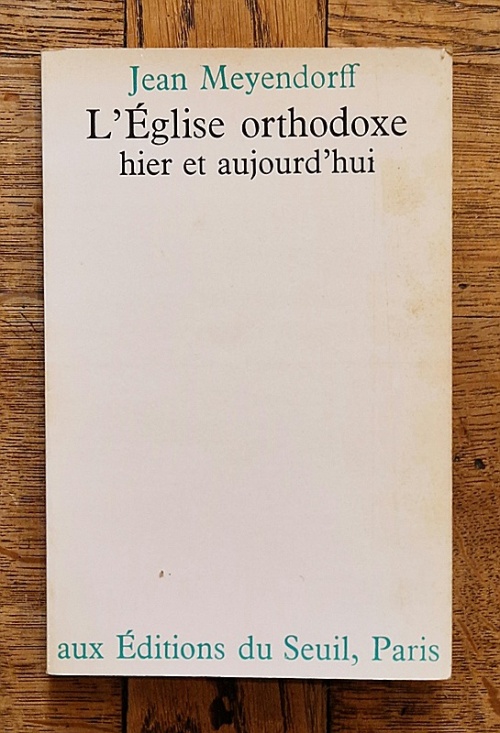 Jean Meyendorff
L'Église orthodoxe
hier et aujourd'hui
aux Éditions du Seuil, Paris